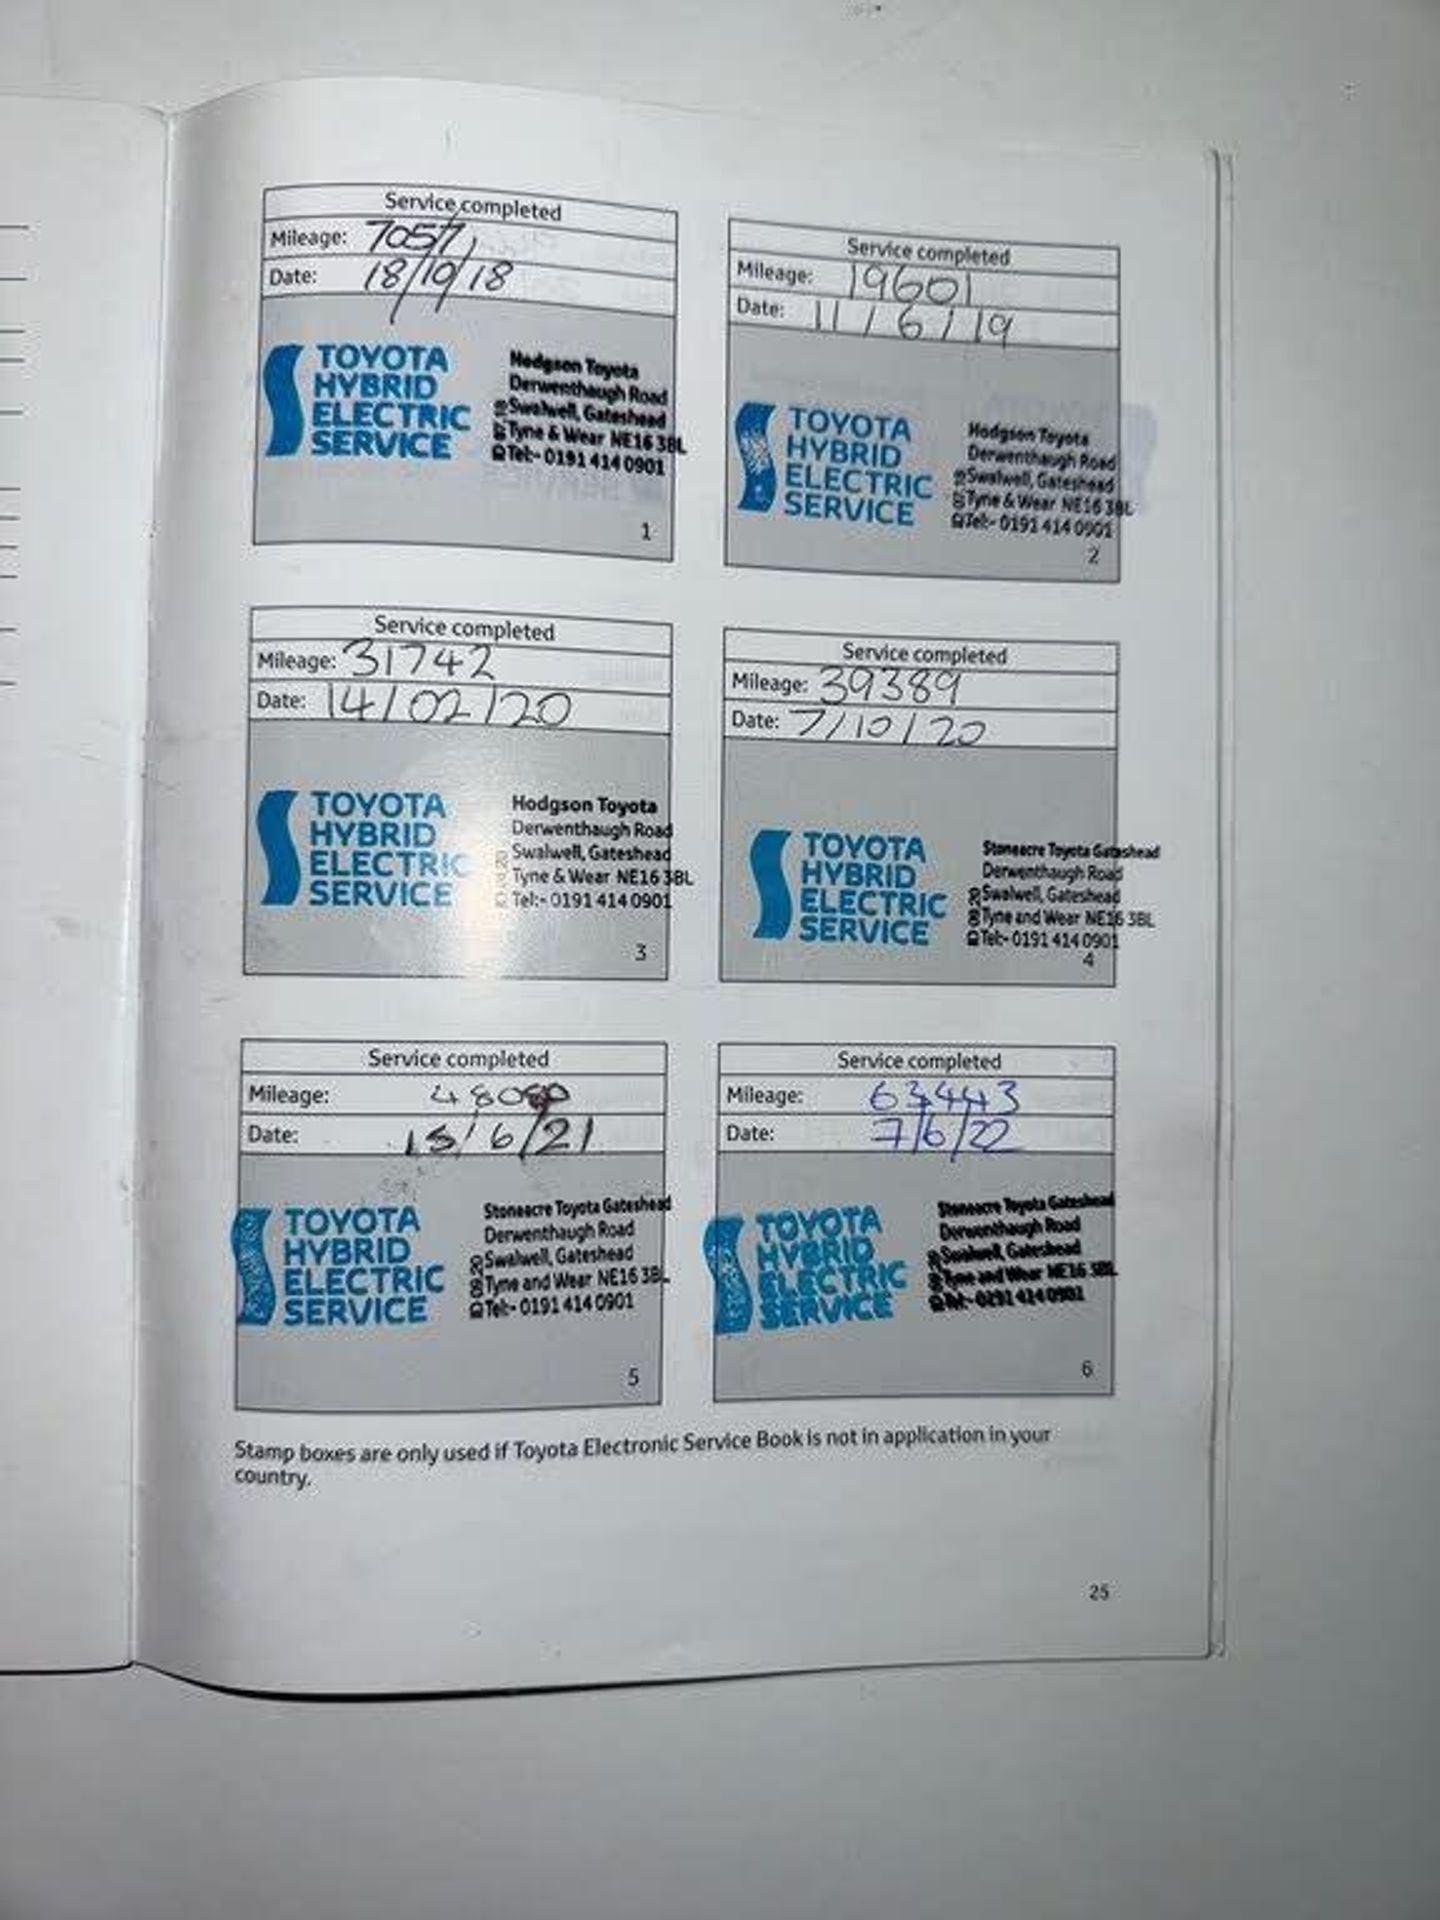 Service completed
Mileage: 7057
Date: 18/10/18
TOYOTA
HYBRID
ELECTRIC
SERVICE
Hodgson Toyota
Derwenthaugh Road
Swalwell, Gateshead
Tyne & Wear NE16 3BL
Tel:- 0191 414 0901
1
Service completed
Mileage: 19601
Date: 11/6/19
TOYOTA
HYBRID
ELECTRIC
SERVICE
Hodgson Toyota
Derwenthaugh Road
Swalwell, Gateshead
Tyne & Wear NE16 3BL
Tel:- 0191 414 0901
2
Service completed
Mileage: 31742
Date: 14/02/20
TOYOTA
HYBRID
ELECTRIC
SERVICE
Hodgson Toyota
Derwenthaugh Road
Swalwell, Gateshead
Tyne & Wear NE16 3BL
Tel:- 0191 414 0901
3
Service completed
Mileage: 39389
Date: 7/10/20
TOYOTA
HYBRID
ELECTRIC
SERVICE
Stoneacre Toyota Gateshead
Derwenthaugh Road
Swalwell, Gateshead
Tyne and Wear NE16 3BL
Tel:- 0191 414 0901
4
Service completed
Mileage:
Date: 15/6/21
TOYOTA
HYBRID
ELECTRIC
SERVICE
Stoneacre Toyota Gateshead
Derwenthaugh Road
Swalwell, Gateshead
Tyne and Wear NE16 3BL
Tel:- 0191 414 0901
5
Service completed
Mileage: 63443
Date: 7/6/22
TOYOTA
HYBRID
ELECTRIC
SERVICE
Stoneacre Toyota Gateshead
Derwenthaugh Road
Swalwell, Gateshead
Tyne and Wear NE16 3BL
Tel:- 0191 414 0901
6
Stamp boxes are only used if Toyota Electronic Service Book is not in application in your
country.
25